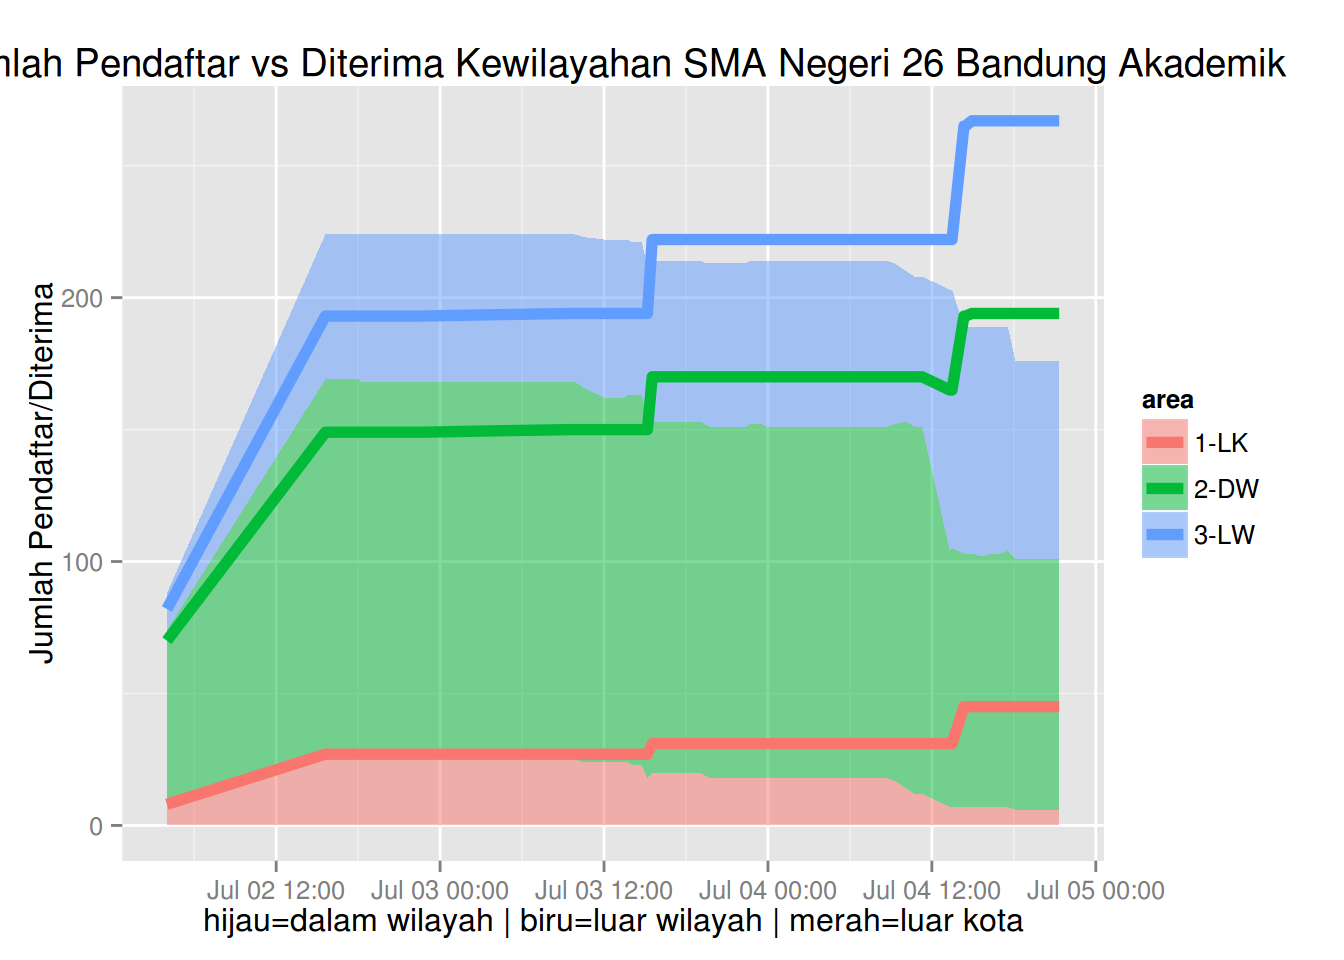 mlah Pendaftar vs Diterima Kewilayahan SMA Negeri 26 Bandung Akademik
Jumlah Pendaftar/Diterima
200
100
0
Jul 02 12:00 Jul 03 00:00 Jul 03 12:00 Jul 04 00:00 Jul 04 12:00 Jul 05 00:00
hijau=dalam wilayah | biru=luar wilayah | merah=luar kota
area
1-LK
2-DW
3-LW